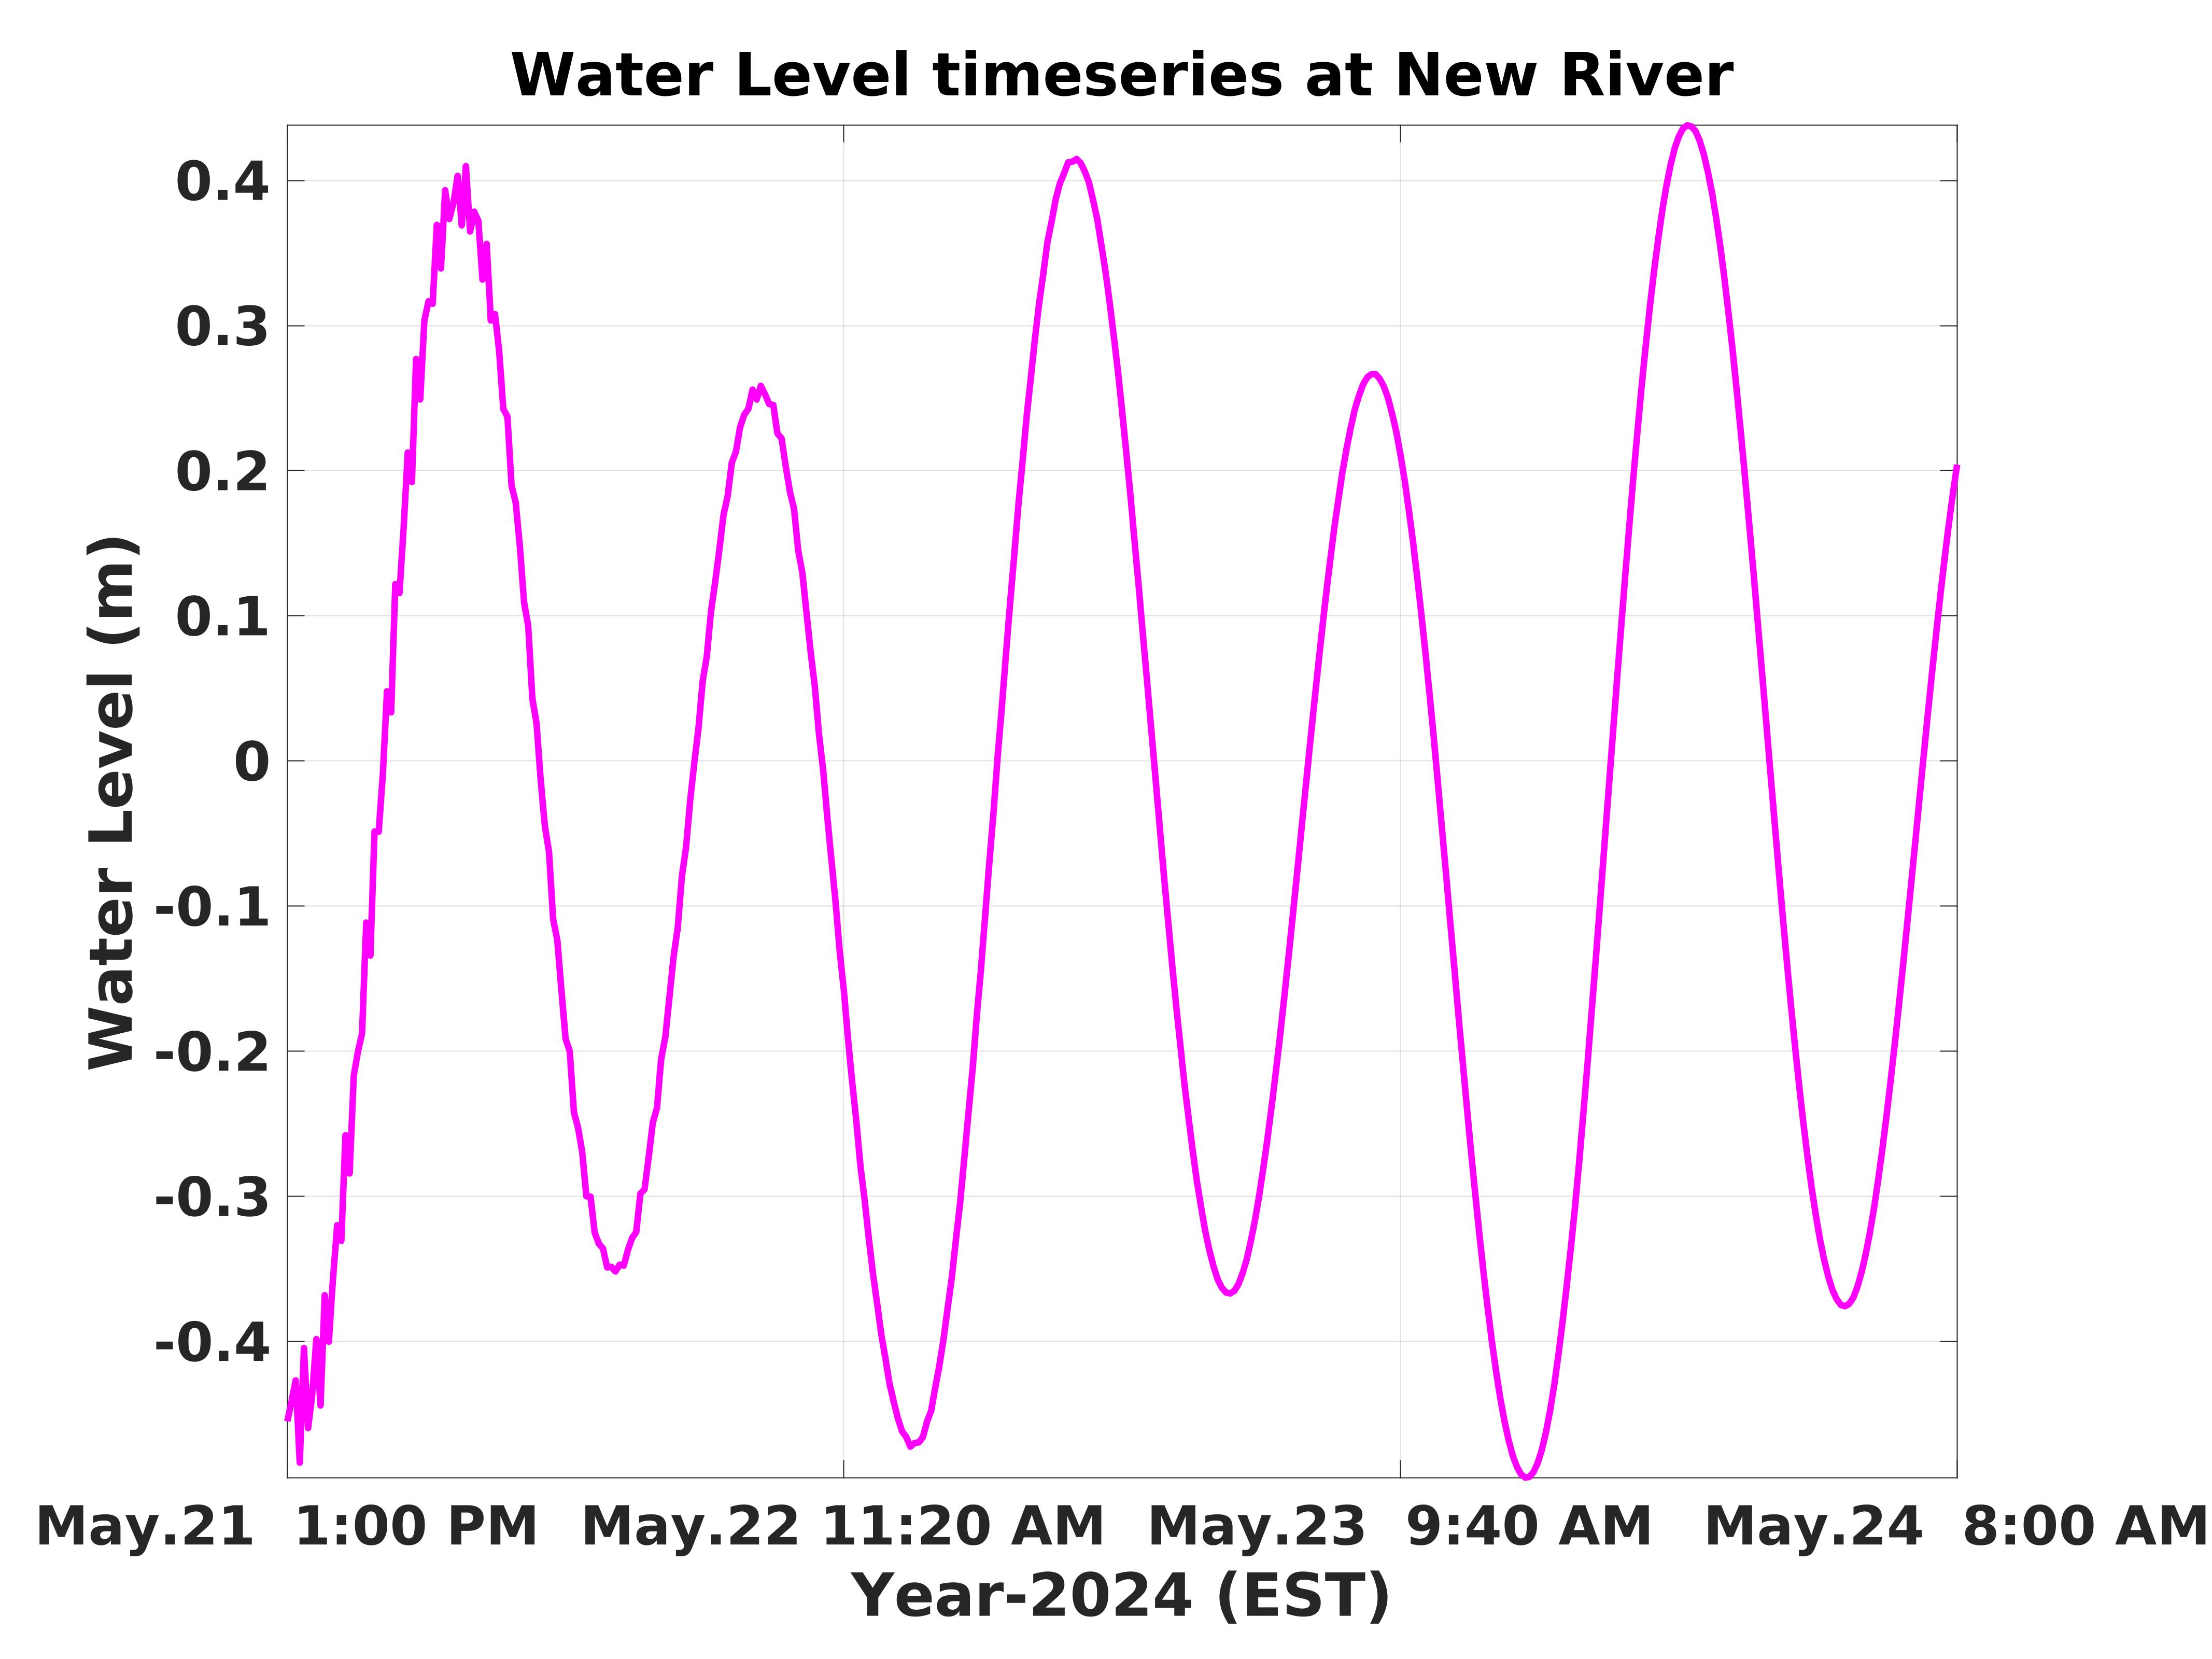 Water Level timeseries at New River
Water Level (m)
0.4
0.3
0.2
0.1
0
-0.1
-0.2
-0.3
-0.4
May.21 1:00 PM May.22 11:20 AM May.23 9:40 AM May.24 8:00 AM
Year-2024 (EST)